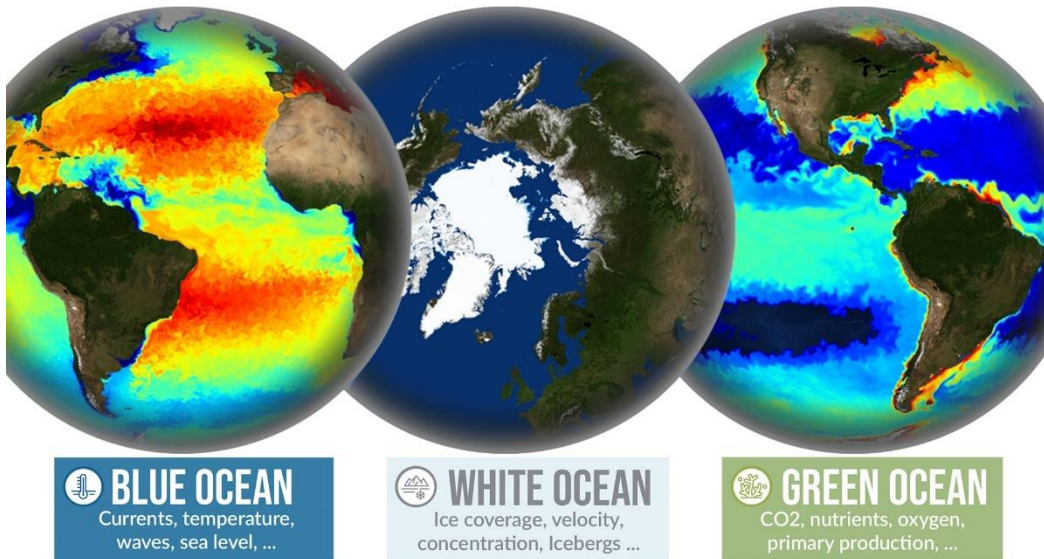 BLUE OCEAN
Currents, temperature,
waves, sea level, ...
WHITE OCEAN
Ice coverage, velocity,
concentration, Icebergs ...
GREEN OCEAN
CO2, nutrients, oxygen,
primary production, ...